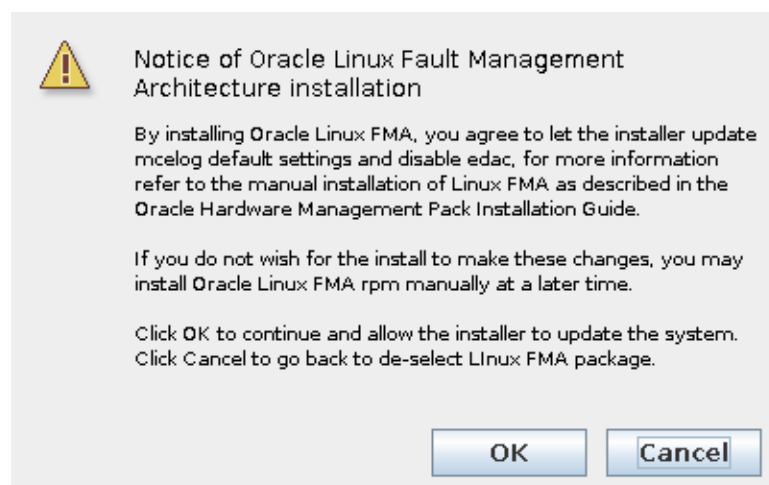 Notice of Oracle Linux Fault Management
Architecture installation
By installing Oracle Linux FMA, you agree to let the installer update
mcelog default settings and disable edac, for more information
refer to the manual installation of Linux FMA as described in the
Oracle Hardware Management Pack Installation Guide.
If you do not wish for the install to make these changes, you may
install Oracle Linux FMA rpm manually at a later time.
Click OK to continue and allow the installer to update the system.
Click Cancel to go back to de-select LInux FMA package.
OK Cancel